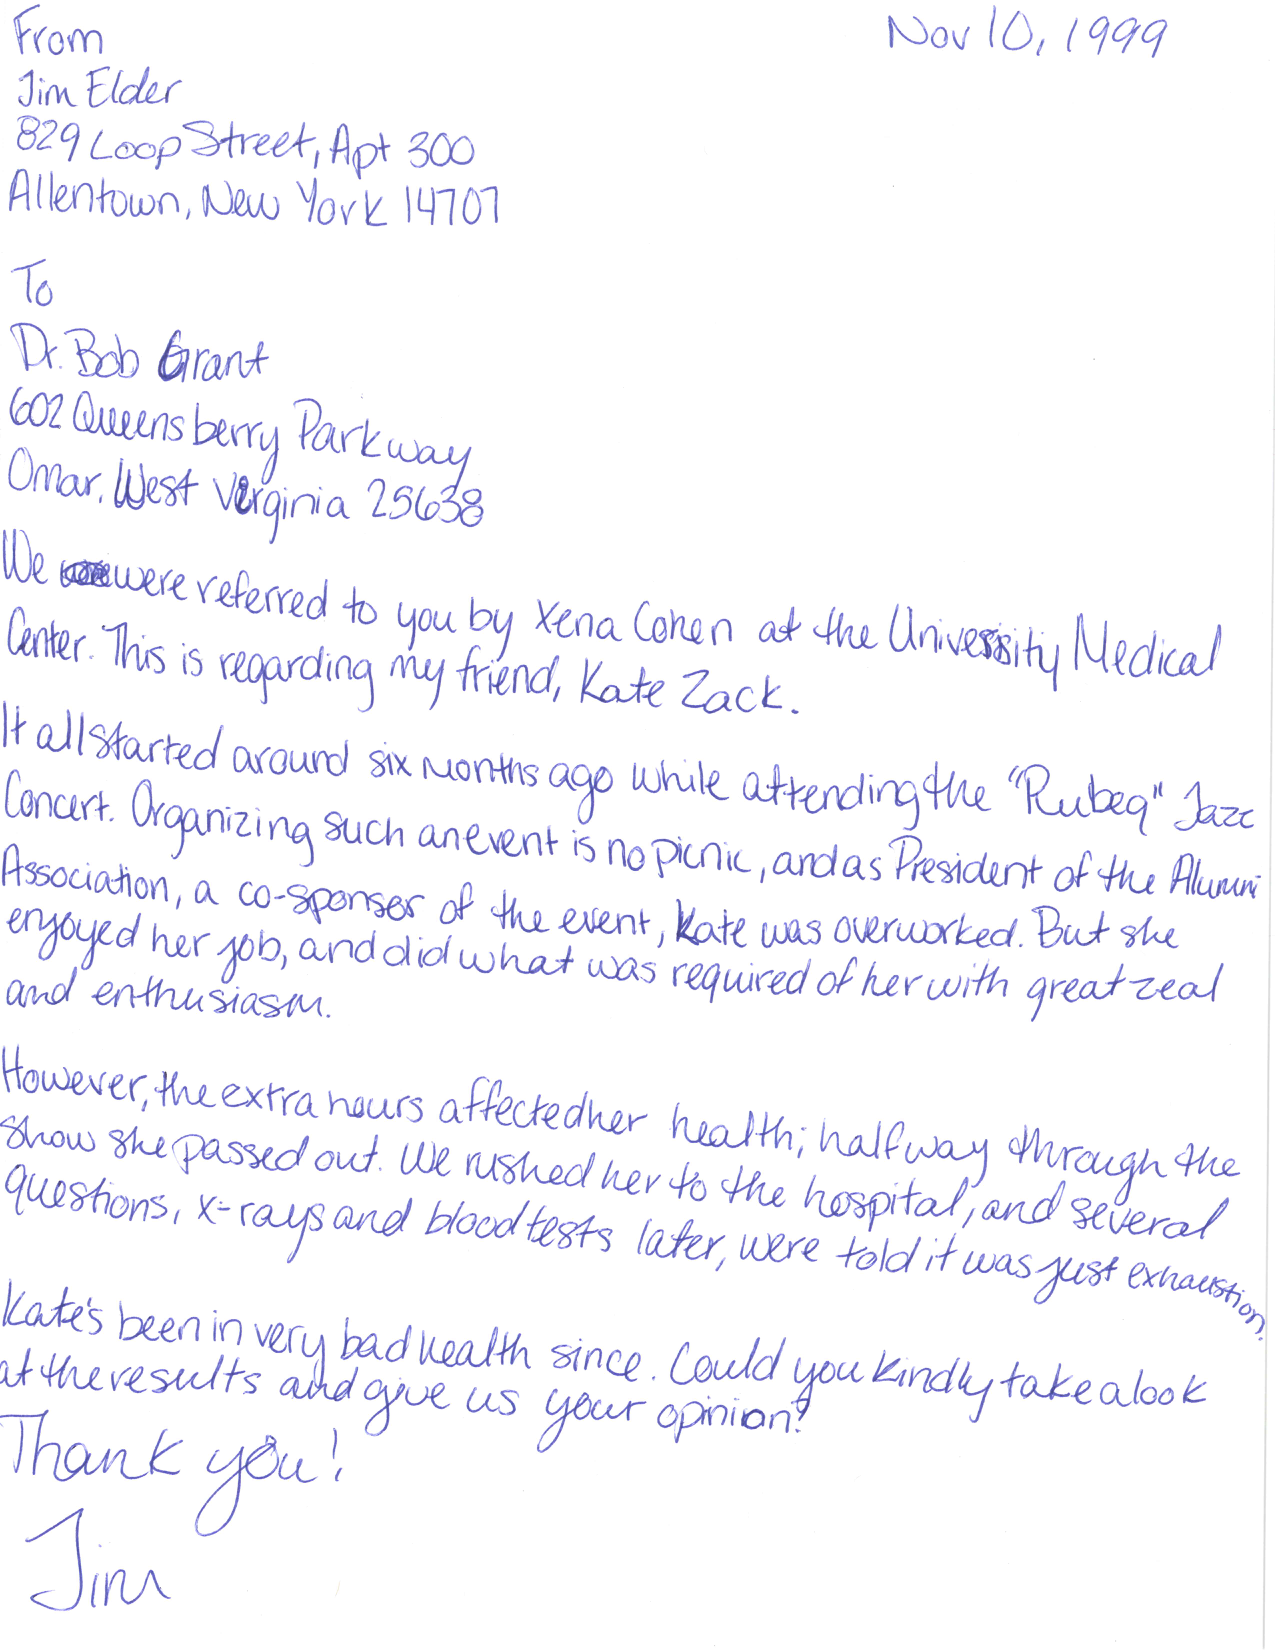 From
Nov 10, 1999
Jim Elder
829 Loop Street, Apt 300
Allentown, New York 14707
To
Dr. Bob Grant
602 Queensberry Parkway
Omar, West Virginia 25638
We were referred to you by Xena Cohen at the University Medical
Center. This is regarding my friend, Kate Zack.
It all started around six months ago while attending the "Rubeq" Jazz
Concert. Organizing such an event is no picnic, and as President of the Alumni
Association, a co-sponser of the event, Kate was overworked. But she
enjoyed her job, and did what was required of her with great zeal
and enthusiasm.
However, the extra hours affected her health; halfway through the
show she passed out. We rushed her to the hospital, and several
questions, x-rays and blood tests later, were told it was just exhaustion.
Kate's been in very bad health since. Could you kindly take a look
at the results and give us your opinion?
Thank you!
Jim